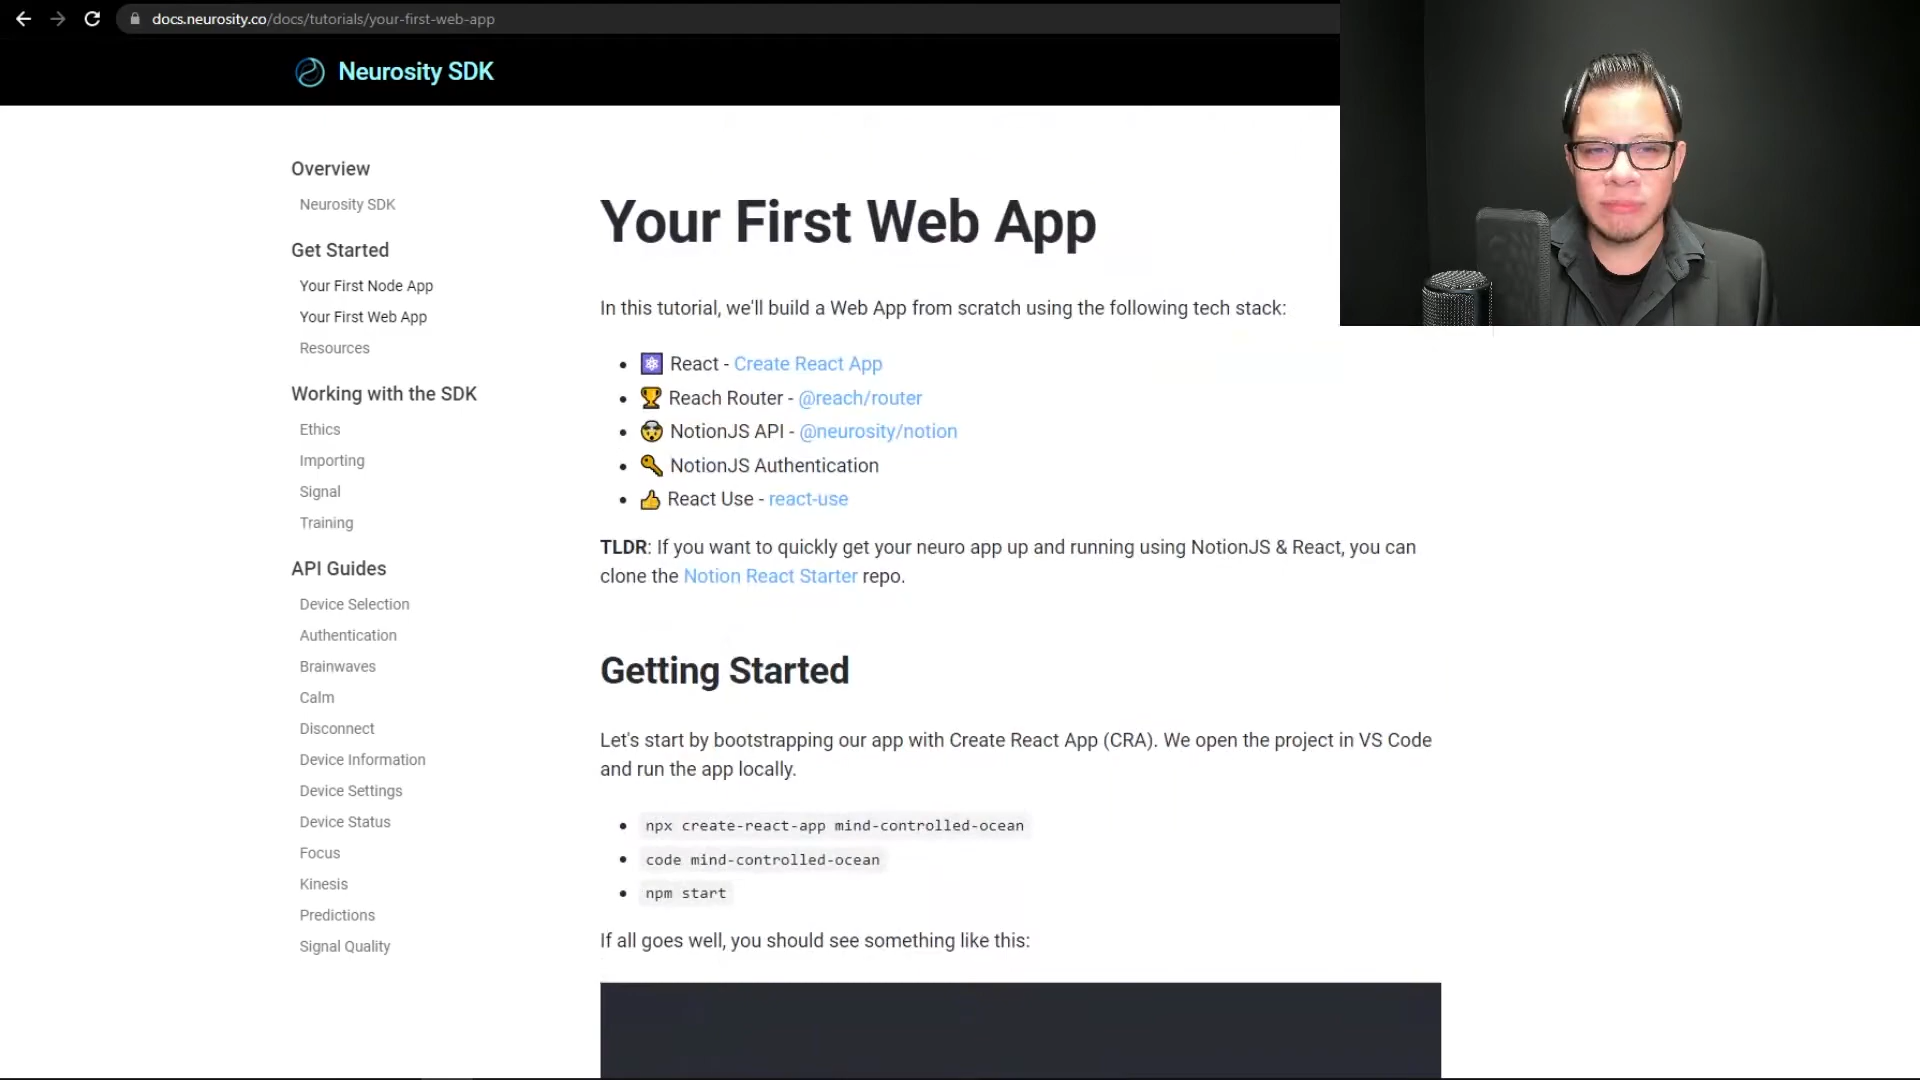 docs.neurosity.co/docs/tutorials/your-first-web-app
Neurosity SDK
Overview
Neurosity SDK
Get Started
Your First Node App
Your First Web App
Resources
Working with the SDK
Ethics
Importing
Signal
Training
API Guides
Device Selection
Authentication
Brainwaves
Calm
Disconnect
Device Information
Device Settings
Device Status
Focus
Kinesis
Predictions
Signal Quality
Your First Web App
In this tutorial, we'll build a Web App from scratch using the following tech stack:
React - Create React App
Reach Router - @reach/router
NotionJS API - @neurosity/notion
NotionJS Authentication
React Use - react-use
TLDR: If you want to quickly get your neuro app up and running using NotionJS & React, you can
clone the Notion React Starter repo.
Getting Started
Let's start by bootstrapping our app with Create React App (CRA). We open the project in VS Code
and run the app locally.
npx create-react-app mind-controlled-ocean
code mind-controlled-ocean
npm start
If all goes well, you should see something like this: